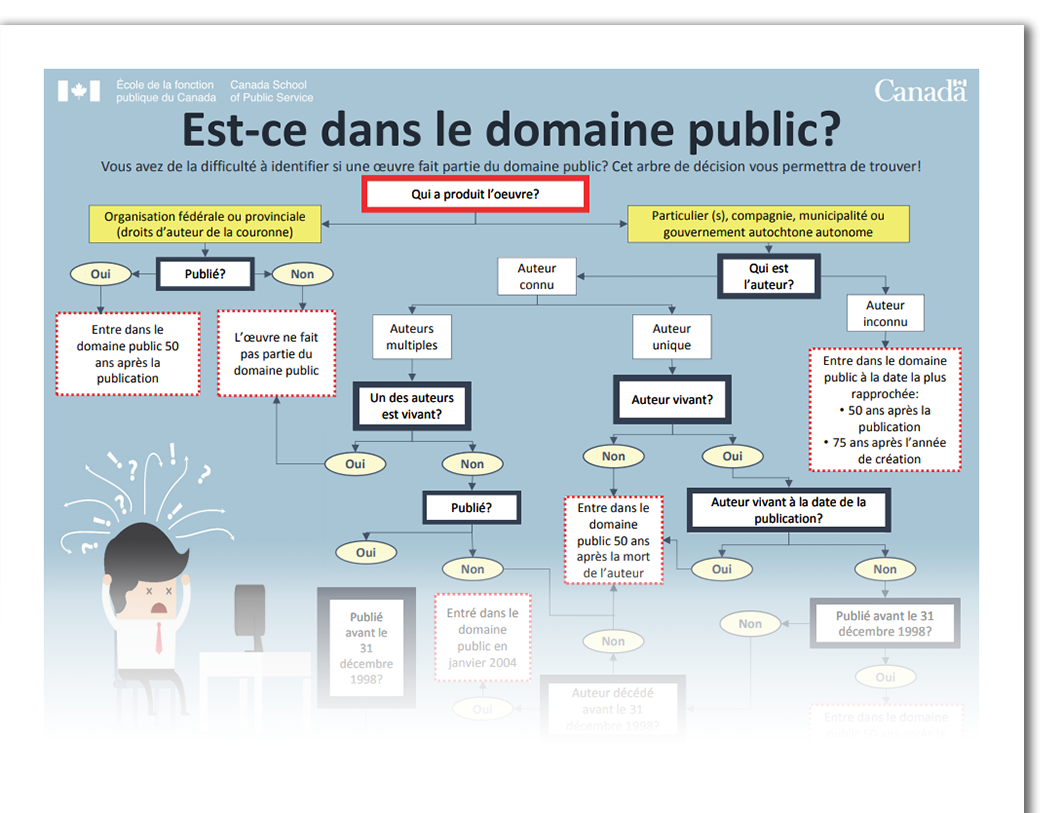 École de la fonction
publique du Canada
Canada School
of Public Service
Canada
Est-ce dans le domaine public?
Vous avez de la difficulté à identifier si une œuvre fait partie du domaine public? Cet arbre de décision vous permettra de trouver!
Qui a produit l'oeuvre?
Organisation fédérale ou provinciale
(droits d'auteur de la couronne)
Particulier (s), compagnie, municipalité ou
gouvernement autochtone autonome
Oui
Publié?
Non
Auteur
connu
Qui est
l'auteur?
Entre dans le
domaine public 50
ans après la
publication
L'œuvre ne fait
pas partie du
domaine public
Auteurs
multiples
Auteur
unique
Auteur
inconnu
Entre dans le domaine
public à la date la plus
rapprochée:
• 50 ans après la
publication
• 75 ans après l'année
de création
Un des auteurs
est vivant?
Auteur vivant?
Oui
Non
Non
Oui
Publié?
Entre dans le
domaine
public 50 ans
après la mort
de l'auteur
Auteur vivant à la date de la
publication?
Oui
Non
Oui
Non
Publié
avant le
31
décembre
1998?
Entré dans le
domaine
public en
janvier 2004
Non
Non
Publié avant le 31
décembre 1998?
Oui
Oui
Auteur décédé
avant le 31
décembre 1998?
Entre dans le domaine
public 50 ans après la